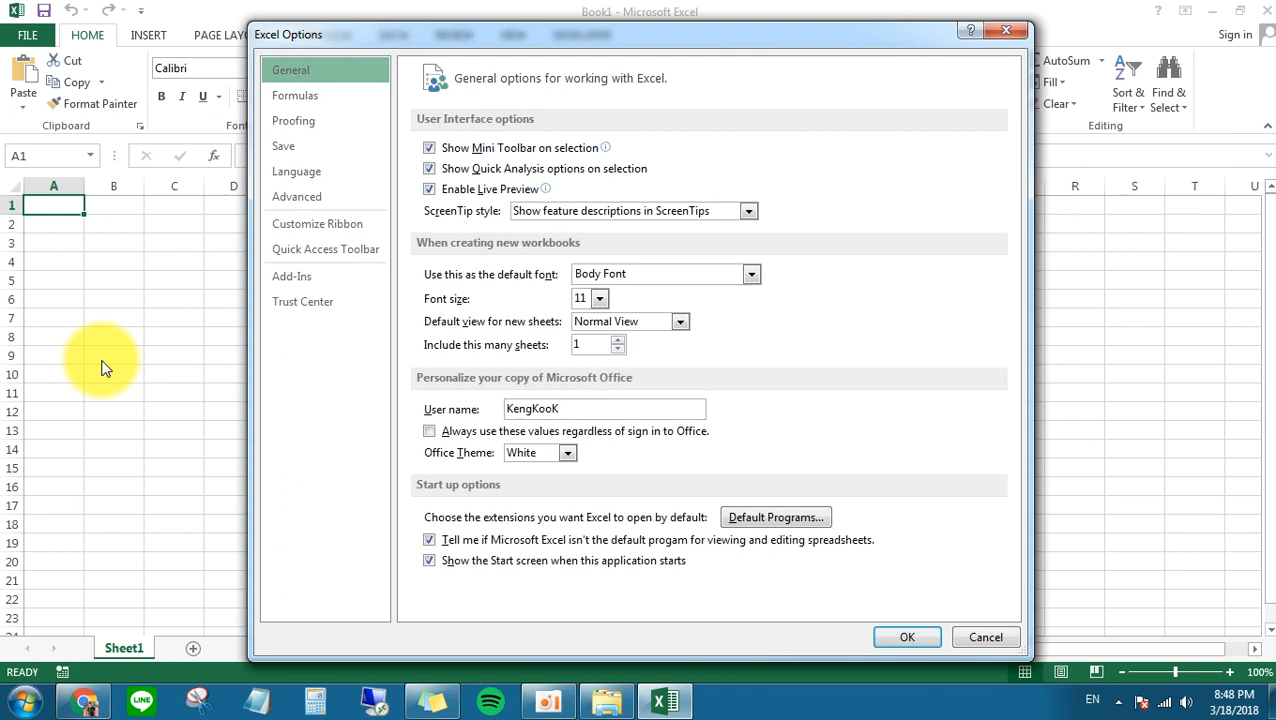 Book1 - Microsoft Excel
FILE HOME INSERT PAGE LAY
Sign in
Excel Options
Cut
Copy
Format Painter
Paste
Clipboard
Calibri
B I U
Font
AutoSum
Fill
Clear
Sort & Filter
Find & Select
Editing
A1 fx
A B C D R S T U
1
2
3
4
5
6
7
8
9
10
11
12
13
14
15
16
17
18
19
20
21
22
23
General
Formulas
Proofing
Save
Language
Advanced
Customize Ribbon
Quick Access Toolbar
Add-Ins
Trust Center
General options for working with Excel.
User Interface options
Show Mini Toolbar on selection
Show Quick Analysis options on selection
Enable Live Preview
ScreenTip style: Show feature descriptions in ScreenTips
When creating new workbooks
Use this as the default font: Body Font
Font size: 11
Default view for new sheets: Normal View
Include this many sheets: 1
Personalize your copy of Microsoft Office
User name: KengKooK
Always use these values regardless of sign in to Office.
Office Theme: White
Start up options
Choose the extensions you want Excel to open by default: Default Programs...
Tell me if Microsoft Excel isn't the default progam for viewing and editing spreadsheets.
Show the Start screen when this application starts
OK Cancel
Sheet1
READY 100%
LINE
EN
8:48 PM
3/18/2018